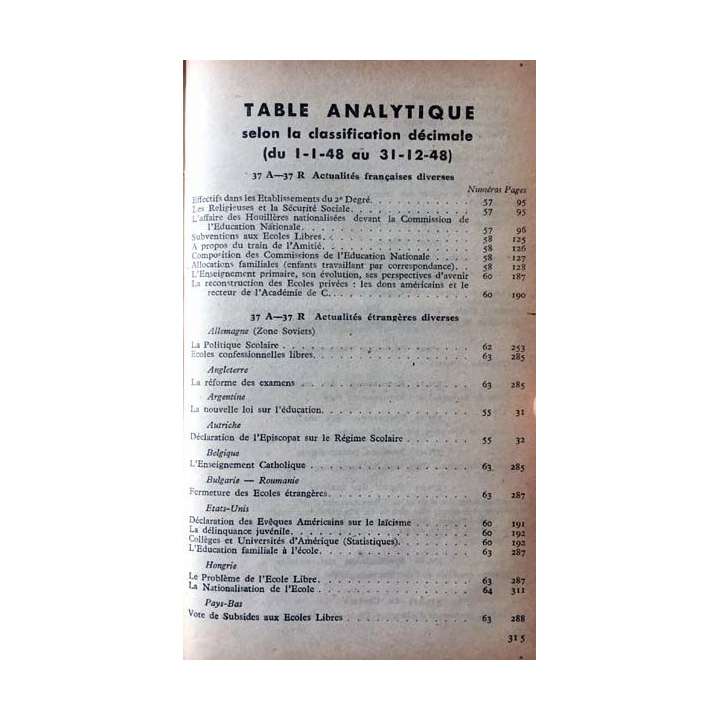 TABLE ANALYTIQUE
selon la classification décimale
(du 1-1-48 au 31-12-48)
37 A—37 R Actualités françaises diverses
Numéros Pages
Effectifs dans les Etablissements du 2e Degré. 57 95
Les Religieuses et la Sécurité Sociale. 57 95
L'affaire des Houillères nationalisées devant la Commission de
l'Education Nationale. 57 96
Subventions aux Ecoles Libres. 58 125
A propos du train de l'Amitié. 58 126
Composition des Commissions de l'Education Nationale 58 127
Allocations familiales (enfants travaillant par correspondance). 58 128
L'Enseignement primaire, son évolution, ses perspectives d'avenir 60 187
La reconstruction des Ecoles privées : les dons américains et le
recteur de l'Académie de C... 60 190
37 A—37 R Actualités étrangères diverses
Allemagne (Zone Soviets)
La Politique Scolaire 62 253
Ecoles confessionnelles libres. 63 285
Angleterre
La réforme des examens 63 285
Argentine
La nouvelle loi sur l'éducation. 55 31
Autriche
Déclaration de l'Episcopat sur le Régime Scolaire 55 32
Belgique
L'Enseignement Catholique 63 285
Bulgarie — Roumanie
Fermeture des Ecoles étrangères. 63 287
Etats-Unis
Déclaration des Evêques Américains sur le laïcisme 60 191
La délinquance juvénile. 60 192
Collèges et Universités d'Amérique (Statistiques). 60 192
L'Education familiale à l'école. 63 287
Hongrie
Le Problème de l'Ecole Libre. 63 287
La Nationalisation de l'Ecole 64 311
Pays-Bas
Vote de Subsides aux Ecoles Libres 63 288
315